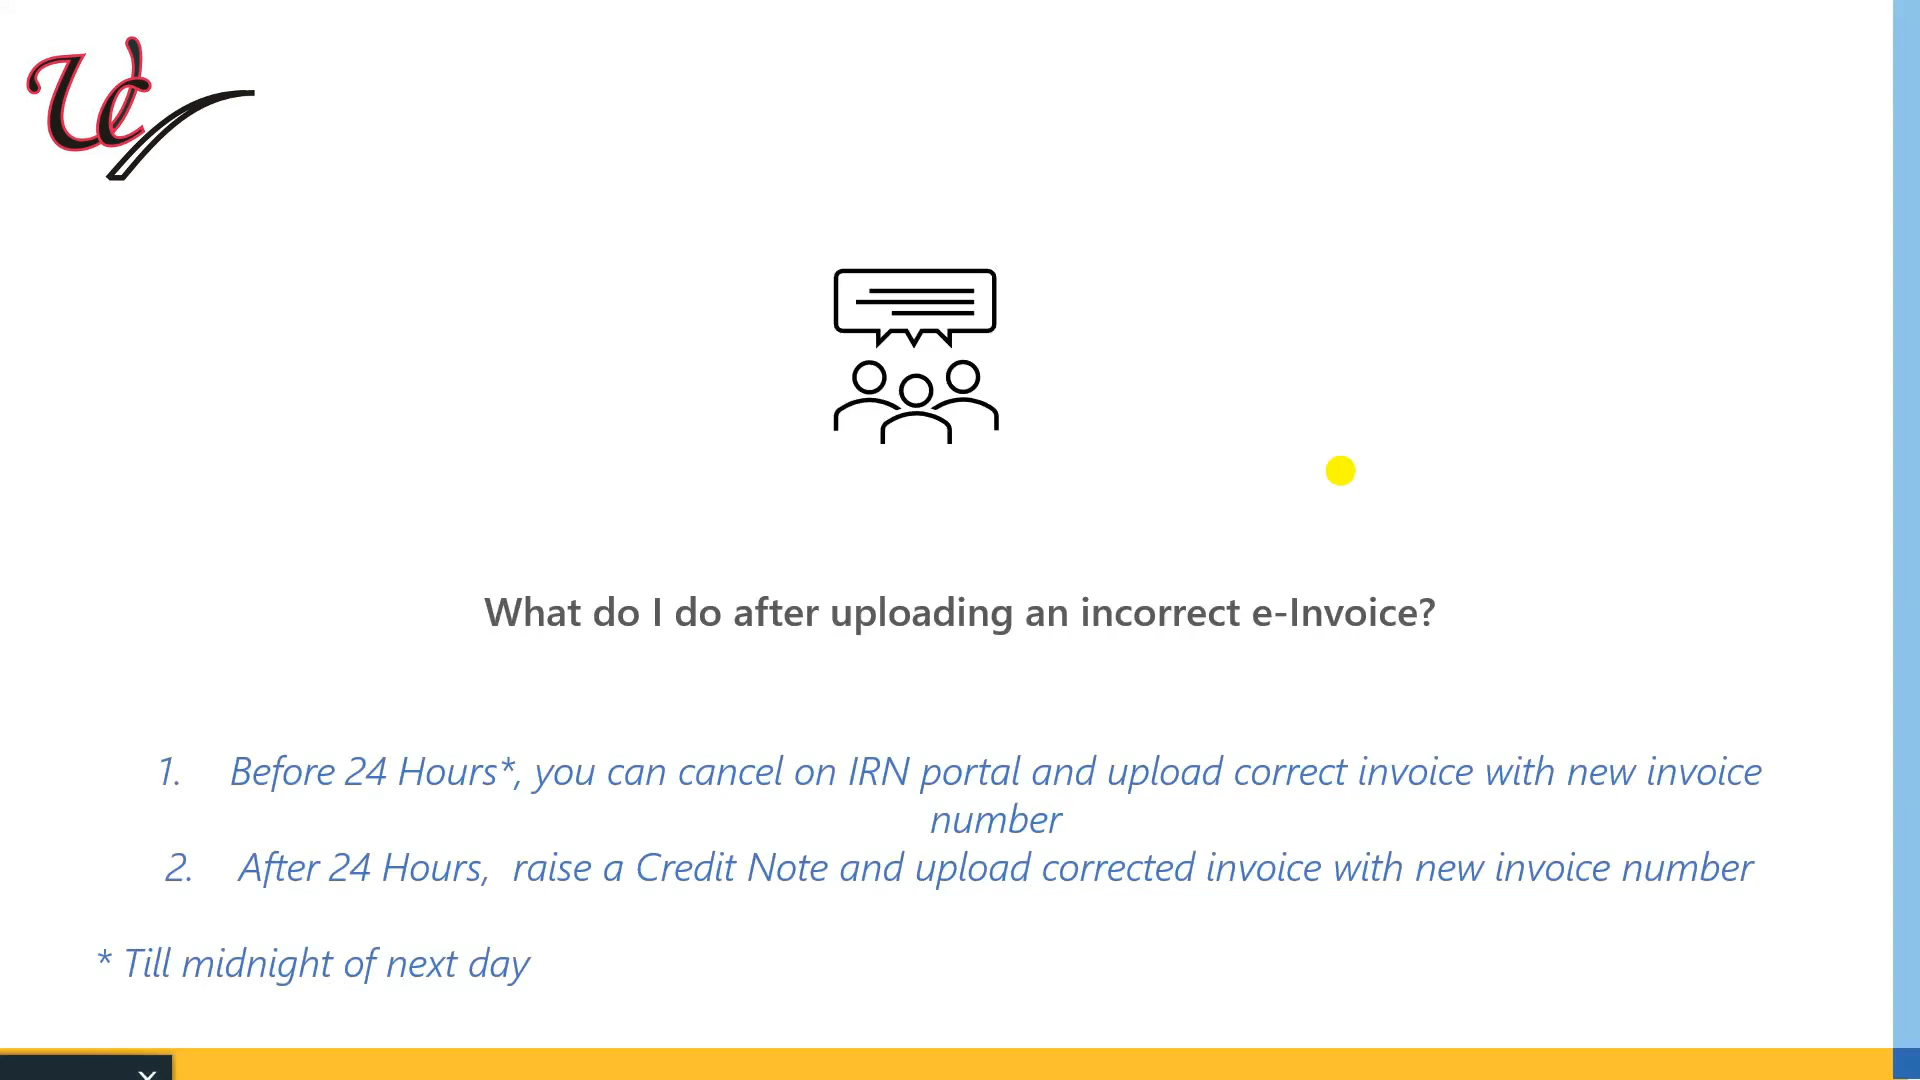 What do I do after uploading an incorrect e-Invoice?
1. Before 24 Hours*, you can cancel on IRN portal and upload correct invoice with new invoice
number
2. After 24 Hours, raise a Credit Note and upload corrected invoice with new invoice number
* Till midnight of next day